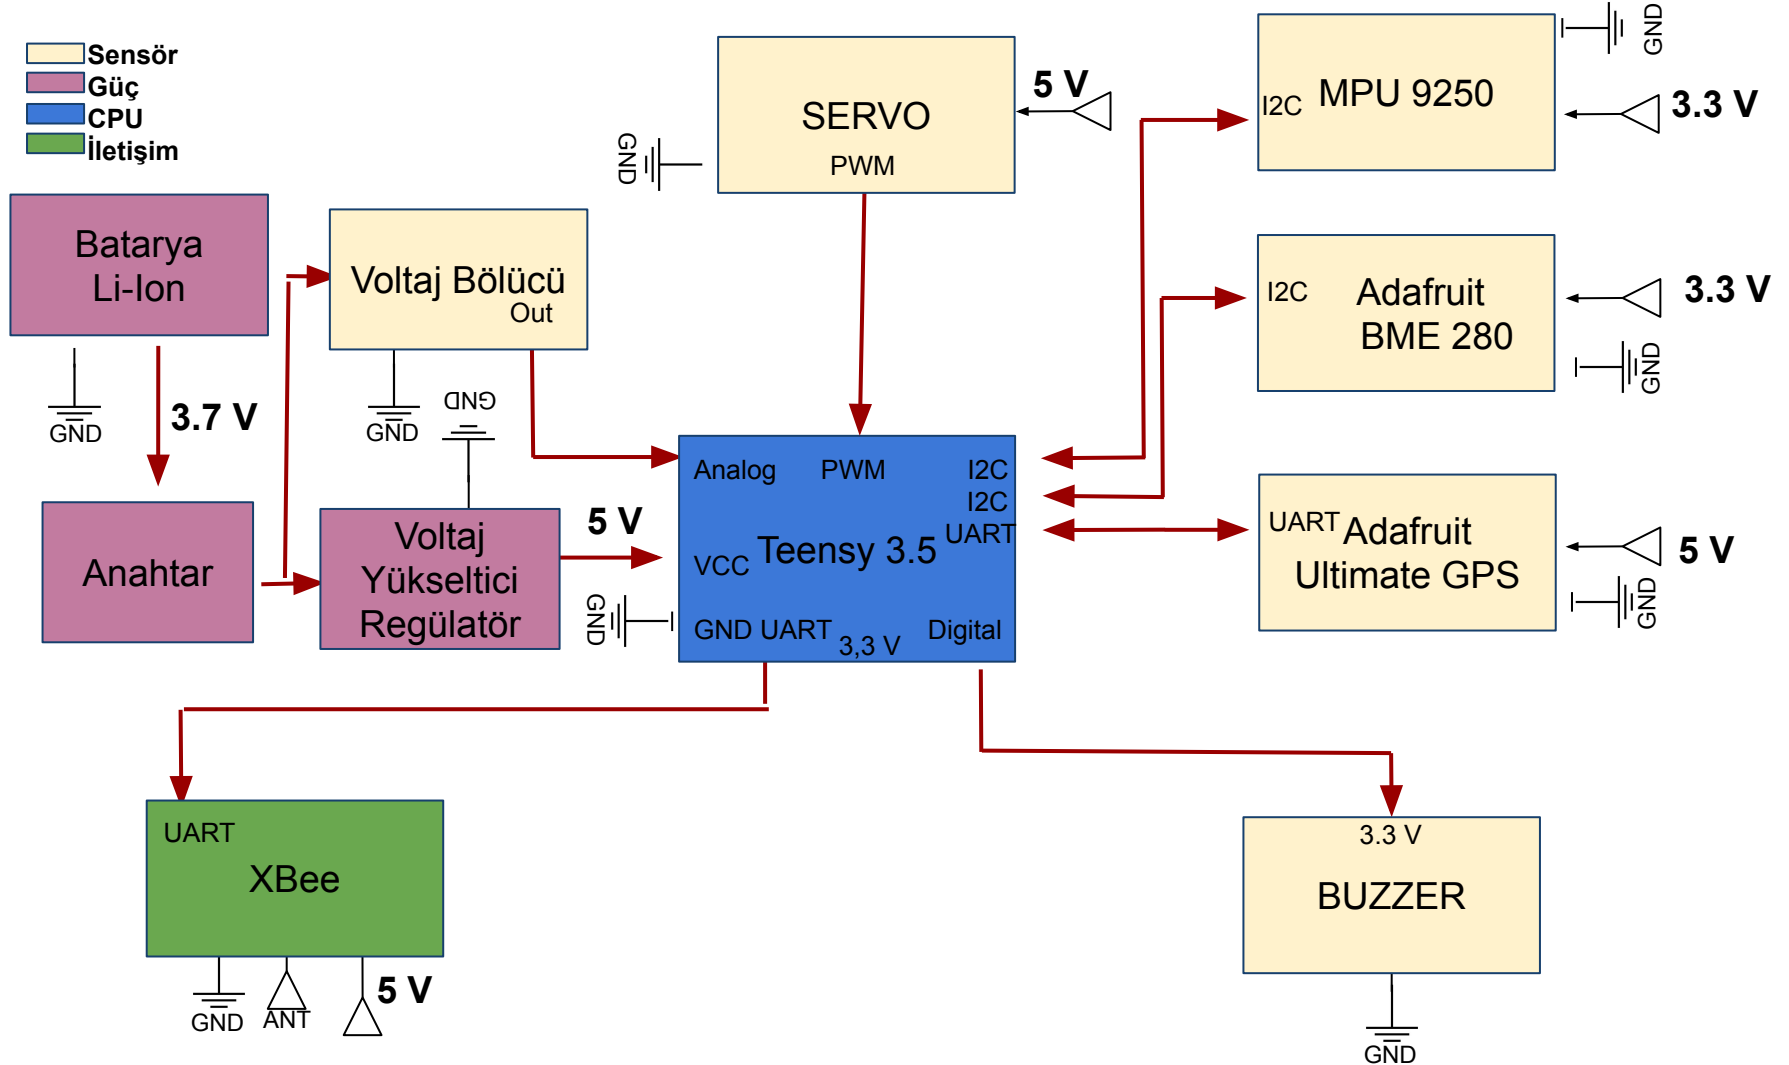 Sensör
Güç
CPU
İletişim
Batarya
Li-Ion
GND
3.7 V
Anahtar
Voltaj Bölücü
Out
GND
GND
Voltaj
Yükseltici
Regülatör
5 V
SERVO
PWM
5 V
GND
Analog
PWM
I2C
I2C
UART
Teensy 3.5
VCC
GND
GND UART
3,3 V
Digital
I2C
MPU 9250
GND
3.3 V
I2C
Adafruit
BME 280
3.3 V
GND
UART
Adafruit
Ultimate GPS
5 V
GND
UART
XBee
GND
ANT
5 V
3.3 V
BUZZER
GND